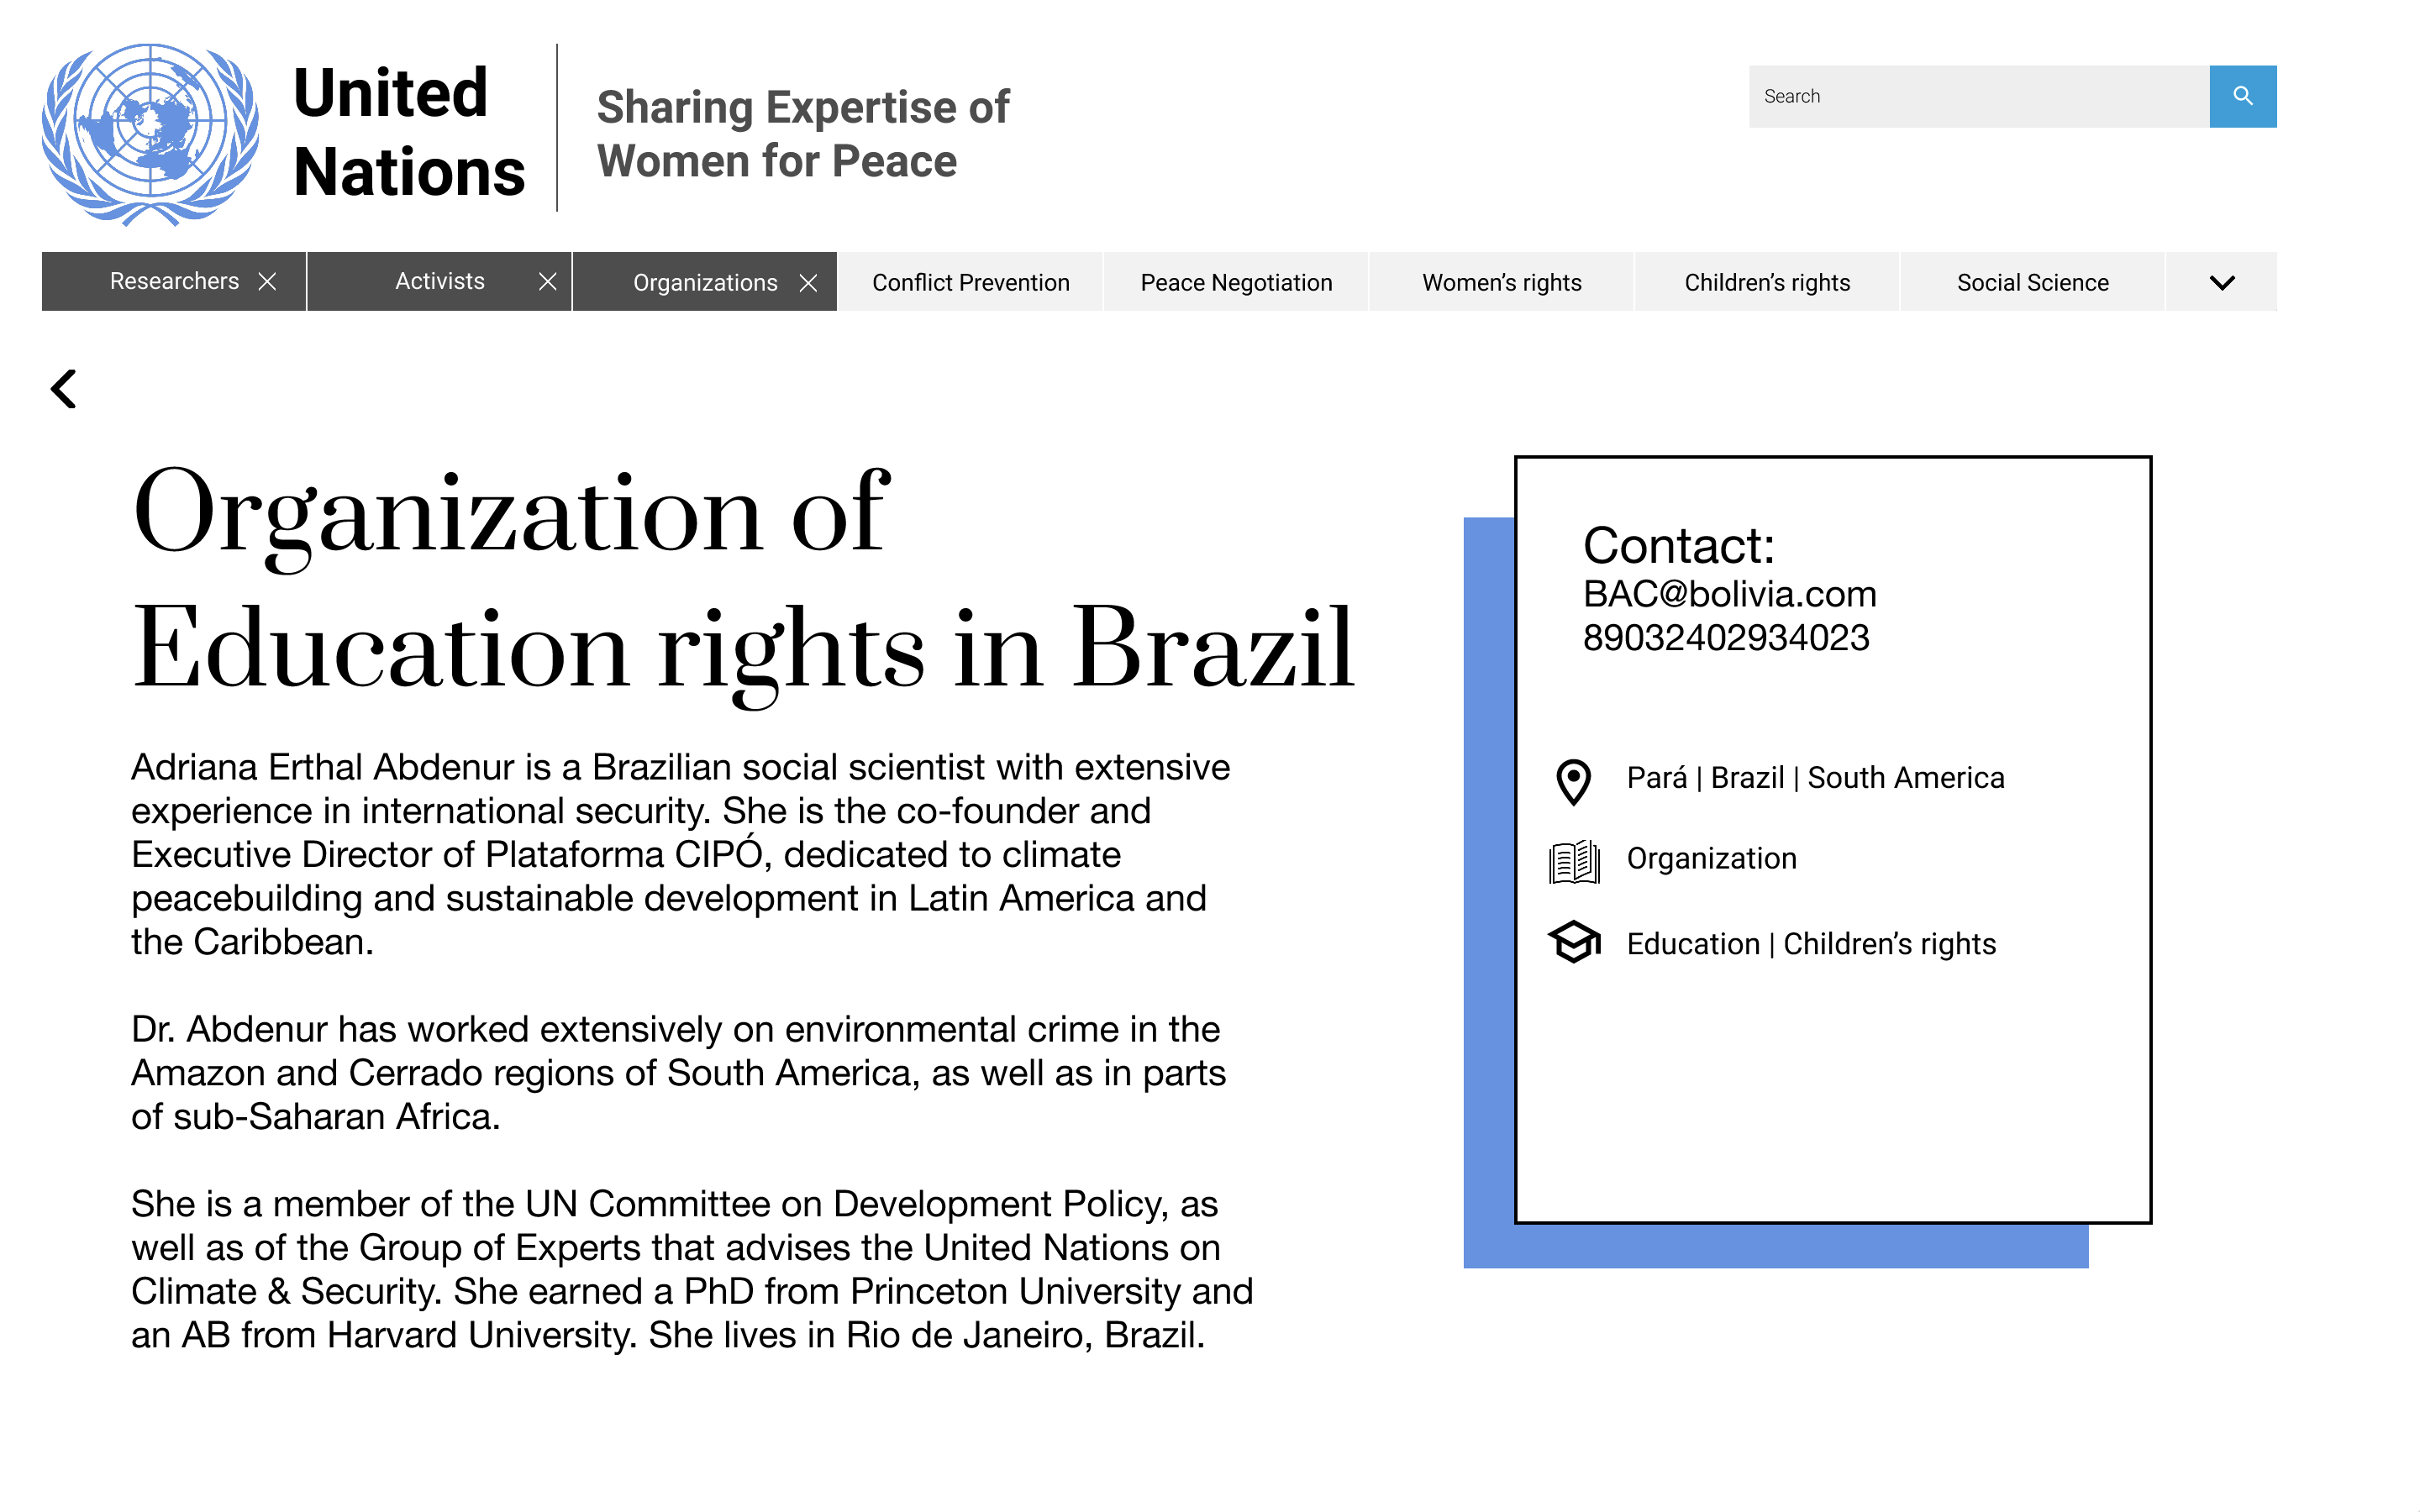 United
Nations
Sharing Expertise of
Women for Peace
Search
Researchers
Activists
Organizations
Conflict Prevention
Peace Negotiation
Women’s rights
Children’s rights
Social Science
Organization of
Education rights in Brazil
Adriana Erthal Abdenur is a Brazilian social scientist with extensive
experience in international security. She is the co-founder and
Executive Director of Plataforma CIPÓ, dedicated to climate
peacebuilding and sustainable development in Latin America and
the Caribbean.
Dr. Abdenur has worked extensively on environmental crime in the
Amazon and Cerrado regions of South America, as well as in parts
of sub-Saharan Africa.
She is a member of the UN Committee on Development Policy, as
well as of the Group of Experts that advises the United Nations on
Climate & Security. She earned a PhD from Princeton University and
an AB from Harvard University. She lives in Rio de Janeiro, Brazil.
Contact:
BAC@bolivia.com
89032402934023
Pará | Brazil | South America
Organization
Education | Children’s rights